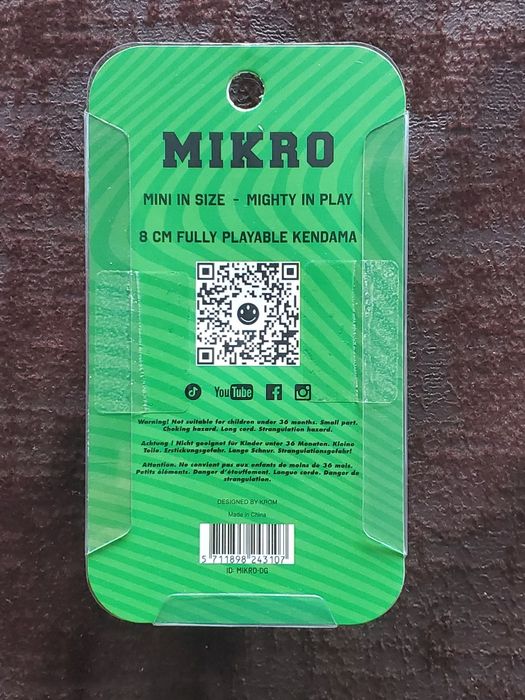 MIKRO
MINI IN SIZE - MIGHTY IN PLAY
8 CM FULLY PLAYABLE KENDAMA
YouTube
Warning! Not suitable for children under 36 months. Small part.
Choking hazard. Long cord. Strangulation hazard.
Achtung! Nicht geeignet für Kinder unter 36 Monaten. Kleine
Teile. Erstickungsgefahr. Lange Schnur. Strangulationsgefahr!
Attention. Ne convient pas aux enfants de moins de 36 mois.
Petits éléments. Danger d'étouffement. Longue corde. Danger de
strangulation.
DESIGNED BY KROM
Made in China
5 711898 243107
ID: MIKRO-DG